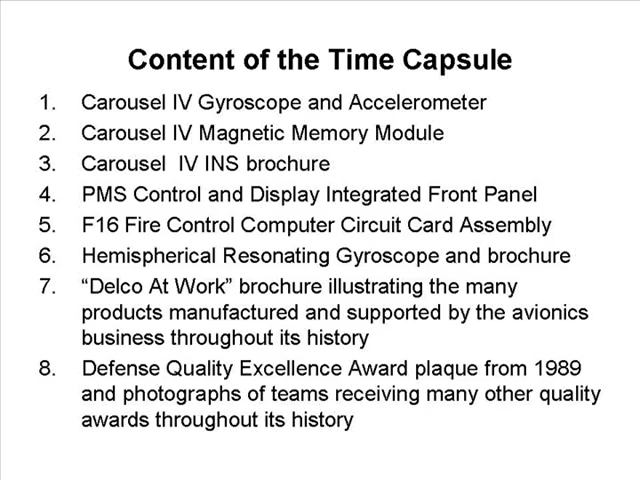 Content of the Time Capsule
1. Carousel IV Gyroscope and Accelerometer
2. Carousel IV Magnetic Memory Module
3. Carousel  IV INS brochure
4. PMS Control and Display Integrated Front Panel
5. F16 Fire Control Computer Circuit Card Assembly
6. Hemispherical Resonating Gyroscope and brochure
7. “Delco At Work” brochure illustrating the many
products manufactured and supported by the avionics
business throughout its history
8. Defense Quality Excellence Award plaque from 1989
and photographs of teams receiving many other quality
awards throughout its history